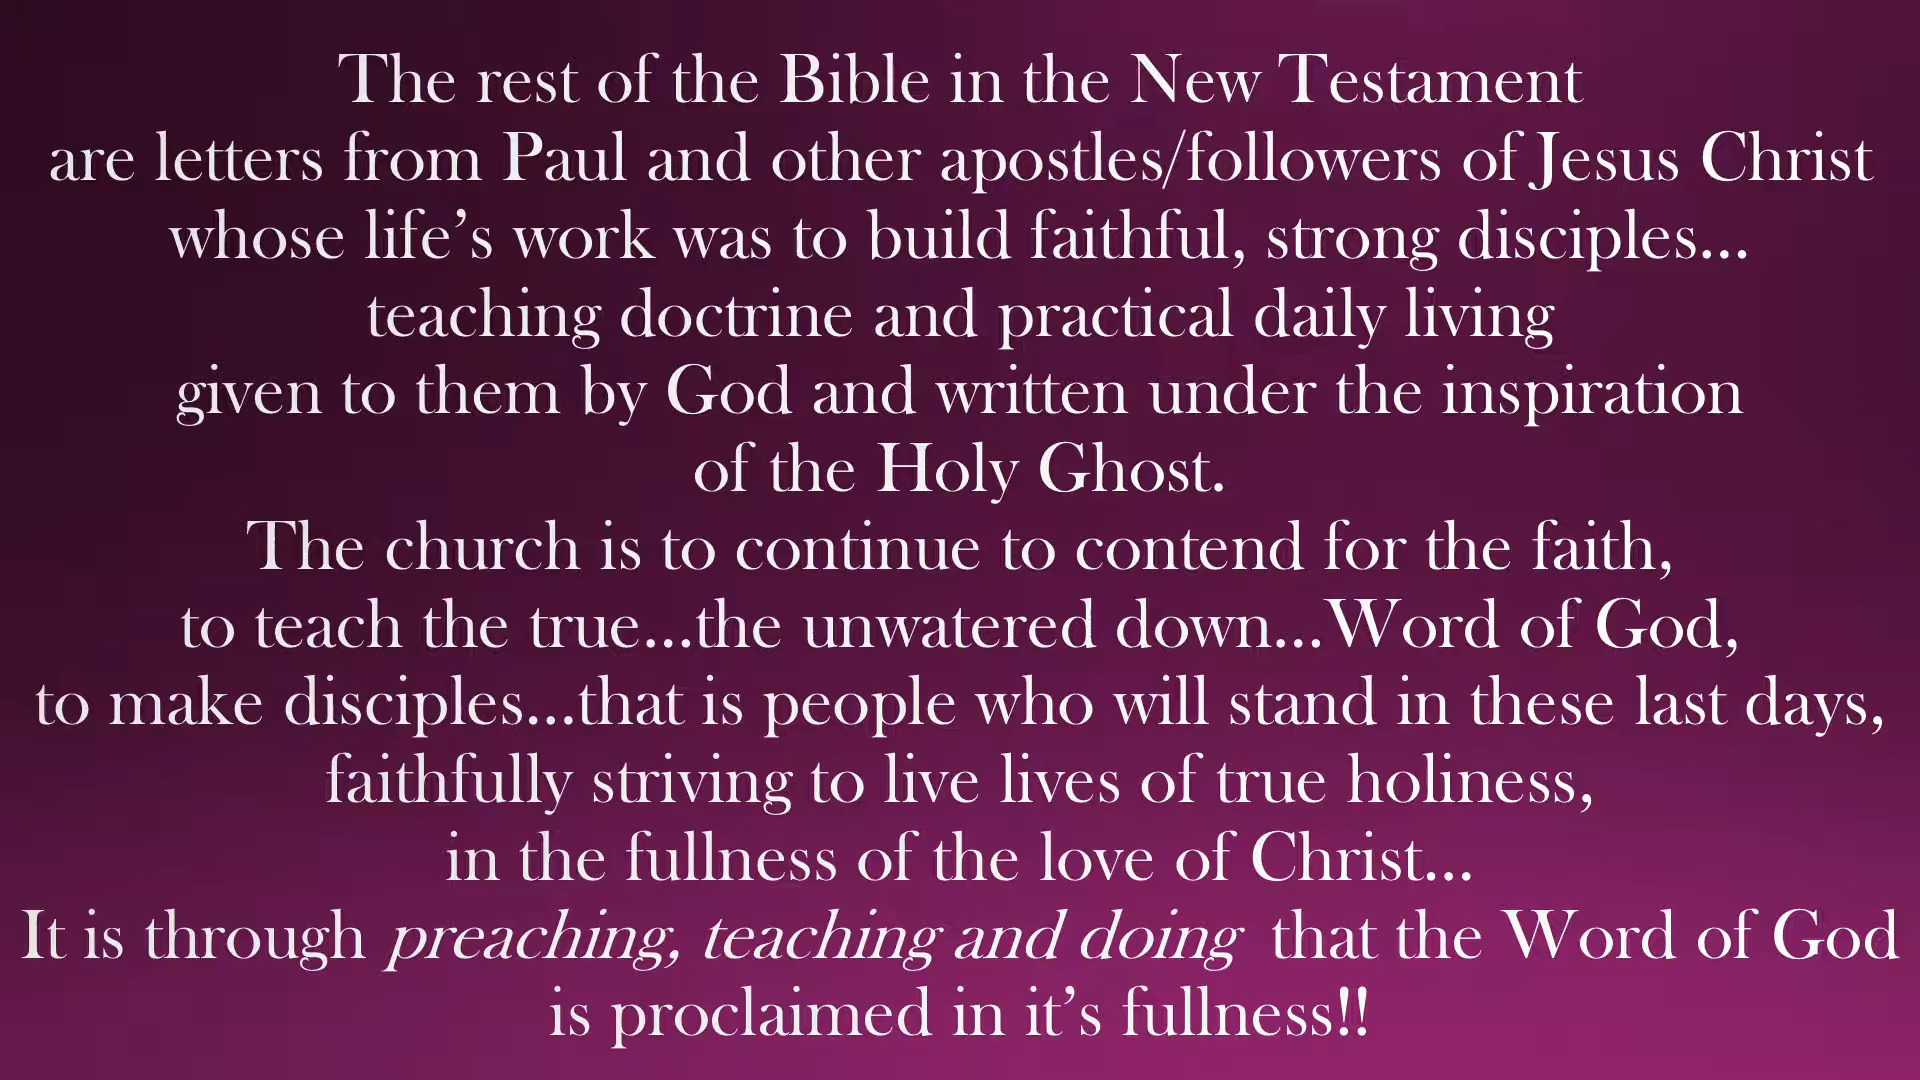 The rest of the Bible in the New Testament
are letters from Paul and other apostles/followers of Jesus Christ
whose life’s work was to build faithful, strong disciples…
teaching doctrine and practical daily living
given to them by God and written under the inspiration
of the Holy Ghost.
The church is to continue to contend for the faith,
to teach the true…the unwatered down…Word of God,
to make disciples…that is people who will stand in these last days,
faithfully striving to live lives of true holiness,
in the fullness of the love of Christ…
It is through preaching, teaching and doing that the Word of God
is proclaimed in it’s fullness!!